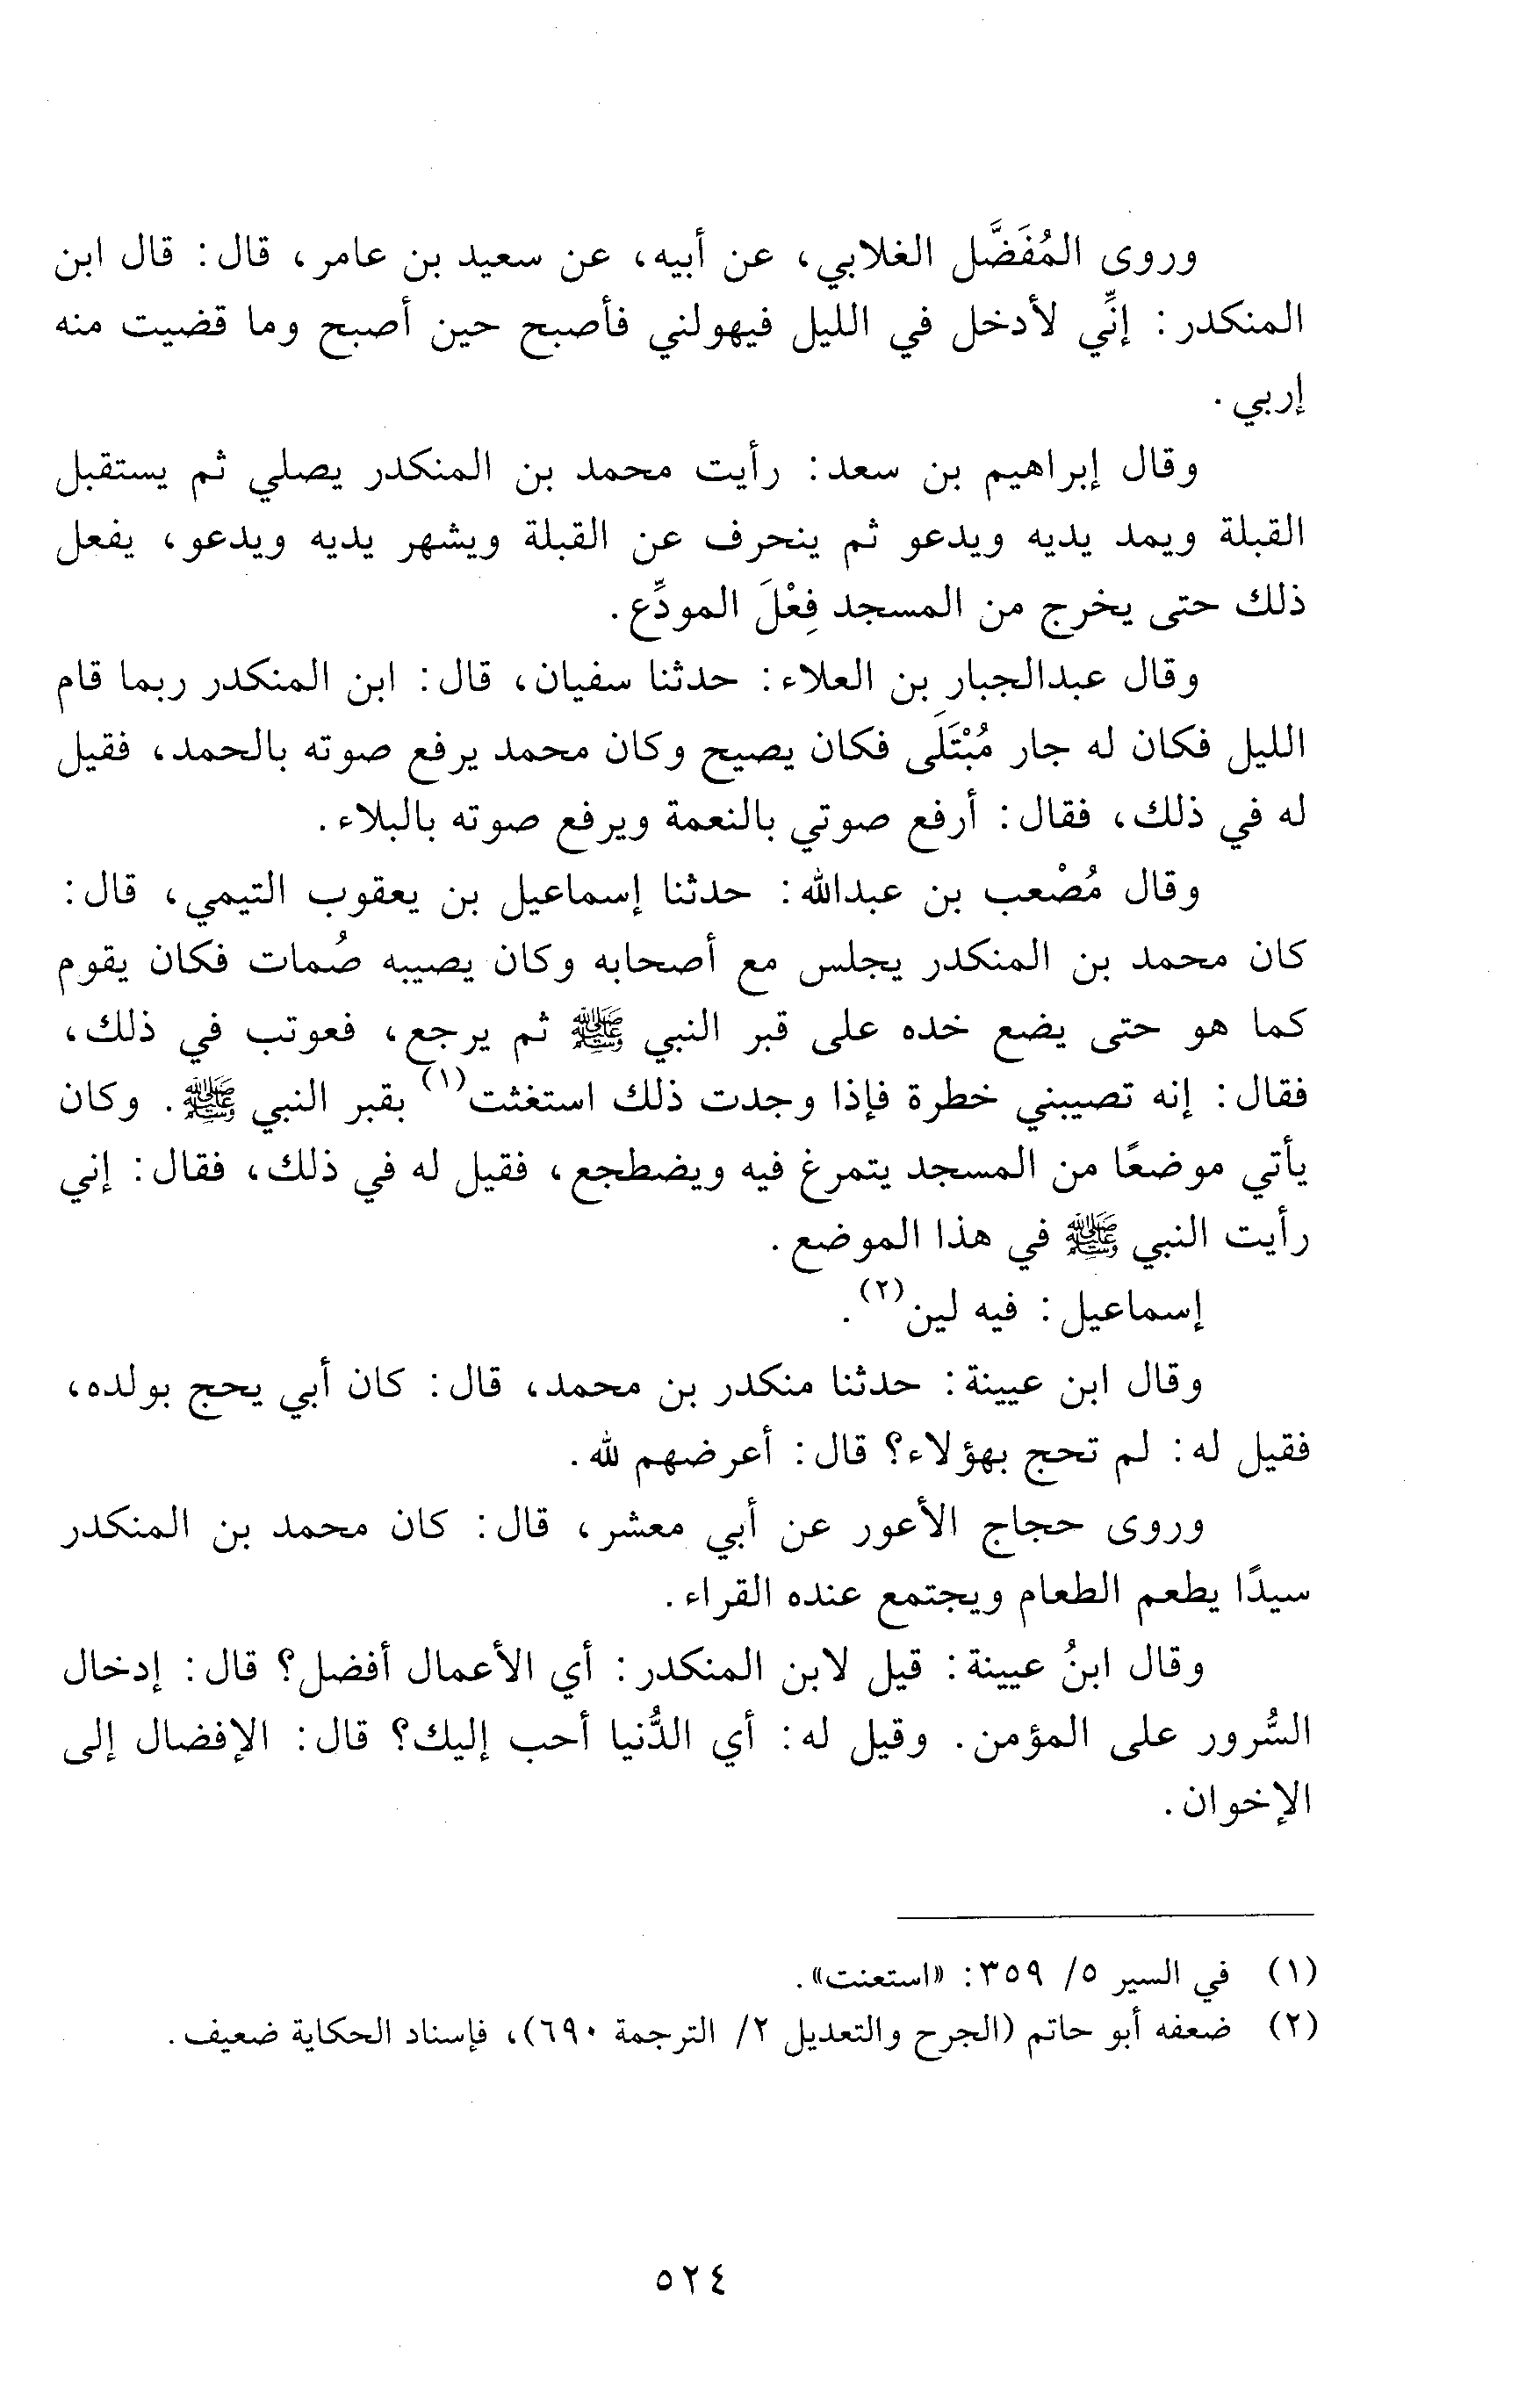 وروى المُفَضَّل الغلابي، عن أبيه، عن سعيد بن عامر، قال: قال ابن
المنكدر: إنِّي لأدخل في الليل فيهولني فأصبح حين أصبح وما قضيت منه
إربي.
وقال إبراهيم بن سعد: رأيت محمد بن المنكدر يصلي ثم يستقبل
القبلة ويمد يديه ويدعو ثم ينحرف عن القبلة ويشهر يديه ويدعو، يفعل
ذلك حتى يخرج من المسجد فِعْلَ المودِّع.
وقال عبدالجبار بن العلاء: حدثنا سفيان، قال: ابن المنكدر ربما قام
الليل فكان له جار مُبْتَلَى فكان يصيح وكان محمد يرفع صوته بالحمد، فقيل
له في ذلك، فقال: أرفع صوتي بالنعمة ويرفع صوته بالبلاء.
وقال مُصْعب بن عبدالله: حدثنا إسماعيل بن يعقوب التيمي، قال:
كان محمد بن المنكدر يجلس مع أصحابه وكان يصيبه صُمات فكان يقوم
كما هو حتى يضع خده على قبر النبي ﷺ ثم يرجع، فعوتب في ذلك،
فقال: إنه تصيبني خطرة فإذا وجدت ذلك استغثت(١) بقبر النبي ﷺ. وكان
يأتي موضعًا من المسجد يتمرغ فيه ويضطجع، فقيل له في ذلك، فقال: إني
رأيت النبي ﷺ في هذا الموضع.
إسماعيل: فيه لين(٢).
وقال ابن عيينة: حدثنا منكدر بن محمد، قال: كان أبي يحج بولده،
فقيل له: لم تحج بهؤلاء؟ قال: أعرضهم لله.
وروى حجاج الأعور عن أبي معشر، قال: كان محمد بن المنكدر
سيدًا يطعم الطعام ويجتمع عنده القراء.
وقال ابنُ عيينة: قيل لابن المنكدر: أي الأعمال أفضل؟ قال: إدخال
السُّرور على المؤمن. وقيل له: أي الدُّنيا أحب إليك؟ قال: الإفضال إلى
الإخوان.
(١) في السير ٥/ ٣٥٩: «استعنت».
(٢) ضعفه أبو حاتم (الجرح والتعديل ٢/ الترجمة ٦٩٠)، فإسناد الحكاية ضعيف.
٥٢٤